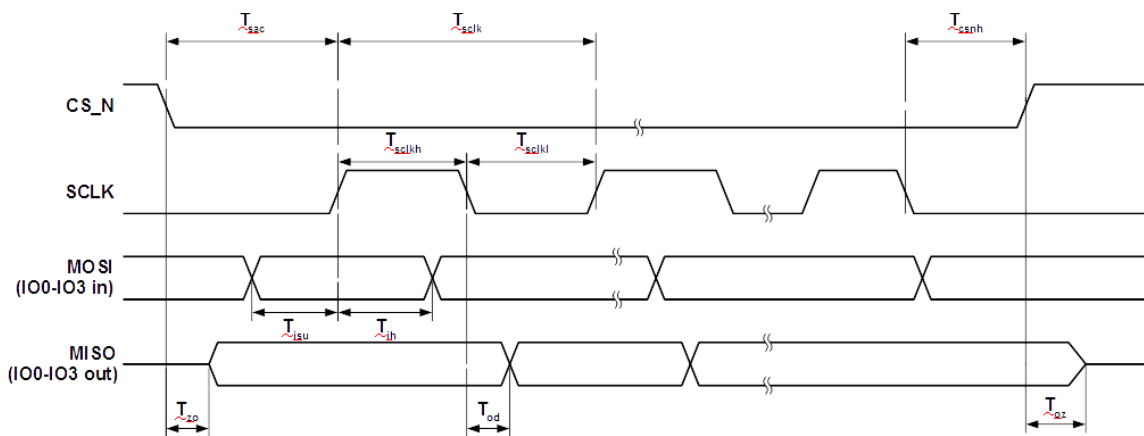 Tsac Tsclk Tcsnh
CS_N
Tsclkh Tsclkl
SCLK
MOSI
(IO0-IO3 in)
Tisu Tih
MISO
(IO0-IO3 out)
Tzo Tod Toz